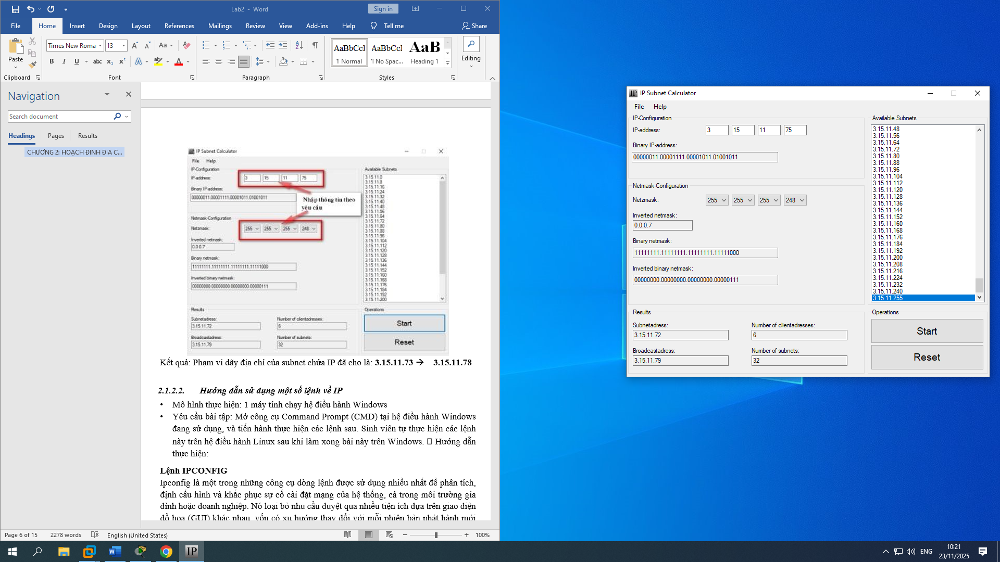 Lab2 - Word
Sign in
File
Home
Insert
Design
Layout
References
Mailings
Review
View
Add-ins
Help
Tell me
Share
Paste
Times New Roma
13
Aa
B I U abc X₂ X² A A
AaBbCcI
¶ Normal
AaBbCcI
¶ No Spac...
AaB
Heading 1
Editing
Clipboard
Font
Paragraph
Styles
Navigation
Search document
Headings
Pages
Results
CHƯƠNG 2: HOẠCH ĐỊNH ĐỊA C...
IP Subnet Calculator
File Help
IP-Configuration
IP-address:
3 15 11 75
Binary IP-address:
00000011.00001111.00001011.01001011
Nhập thông tin theo
yêu cầu
Netmask-Configuration
Netzmask:
255 255 255 248
Inverted netmask:
0.0.0.7
Binary netmask:
11111111.11111111.11111111.11111000
Inverted binary netmask:
00000000.00000000.00000000.00000111
Available Subnets
3.15.11.0
3.15.11.8
3.15.11.16
3.15.11.24
3.15.11.32
3.15.11.40
3.15.11.48
3.15.11.56
3.15.11.64
3.15.11.72
3.15.11.80
3.15.11.88
3.15.11.96
3.15.11.104
3.15.11.112
3.15.11.120
3.15.11.128
3.15.11.136
3.15.11.144
3.15.11.152
3.15.11.160
3.15.11.168
3.15.11.176
3.15.11.184
3.15.11.192
3.15.11.200
Results
Subnetadress:
3.15.11.72
Number of clientadresses:
6
Broadcastadress:
3.15.11.79
Number of subnets:
32
Operations
Start
Reset
Kết quả: Phạm vi dãy địa chỉ của subnet chứa IP đã cho là: 3.15.11.73 → 3.15.11.78
2.1.2.2. Hướng dẫn sử dụng một số lệnh về IP
• Mô hình thực hiện: 1 máy tính chạy hệ điều hành Windows
• Yêu cầu bài tập: Mở công cụ Command Prompt (CMD) tại hệ điều hành Windows
đang sử dụng, và tiến hành thực hiện các lệnh sau. Sinh viên tự thực hiện các lệnh
này trên hệ điều hành Linux sau khi làm xong bài này trên Windows. ▯ Hướng dẫn
thực hiện:
Lệnh IPCONFIG
Ipconfig là một trong những công cụ dòng lệnh được sử dụng nhiều nhất để phân tích,
định cấu hình và khắc phục sự cố cài đặt mạng của hệ thống, cả trong môi trường gia
đình hoặc doanh nghiệp. Nó loại bỏ nhu cầu duyệt qua nhiều tiện ích dựa trên giao diện
đồ họa (GUI) khác nhau, vốn có xu hướng thay đổi với mỗi phiên bản phát hành mới
Page 6 of 15
2278 words
English (United States)
100%
IP Subnet Calculator
File Help
IP-Configuration
IP-address:
3 15 11 75
Binary IP-address:
00000011.00001111.00001011.01001011
Netmask-Configuration
Netzmask:
255 255 255 248
Inverted netmask:
0.0.0.7
Binary netmask:
11111111.11111111.11111111.11111000
Inverted binary netmask:
00000000.00000000.00000000.00000111
Available Subnets
3.15.11.48
3.15.11.56
3.15.11.64
3.15.11.72
3.15.11.80
3.15.11.88
3.15.11.96
3.15.11.104
3.15.11.112
3.15.11.120
3.15.11.128
3.15.11.136
3.15.11.144
3.15.11.152
3.15.11.160
3.15.11.168
3.15.11.176
3.15.11.184
3.15.11.192
3.15.11.200
3.15.11.208
3.15.11.216
3.15.11.224
3.15.11.232
3.15.11.240
3.15.11.255
Results
Subnetadress:
3.15.11.72
Number of clientadresses:
6
Broadcastadress:
3.15.11.79
Number of subnets:
32
Operations
Start
Reset
IP
ENG
10:21
23/11/2025